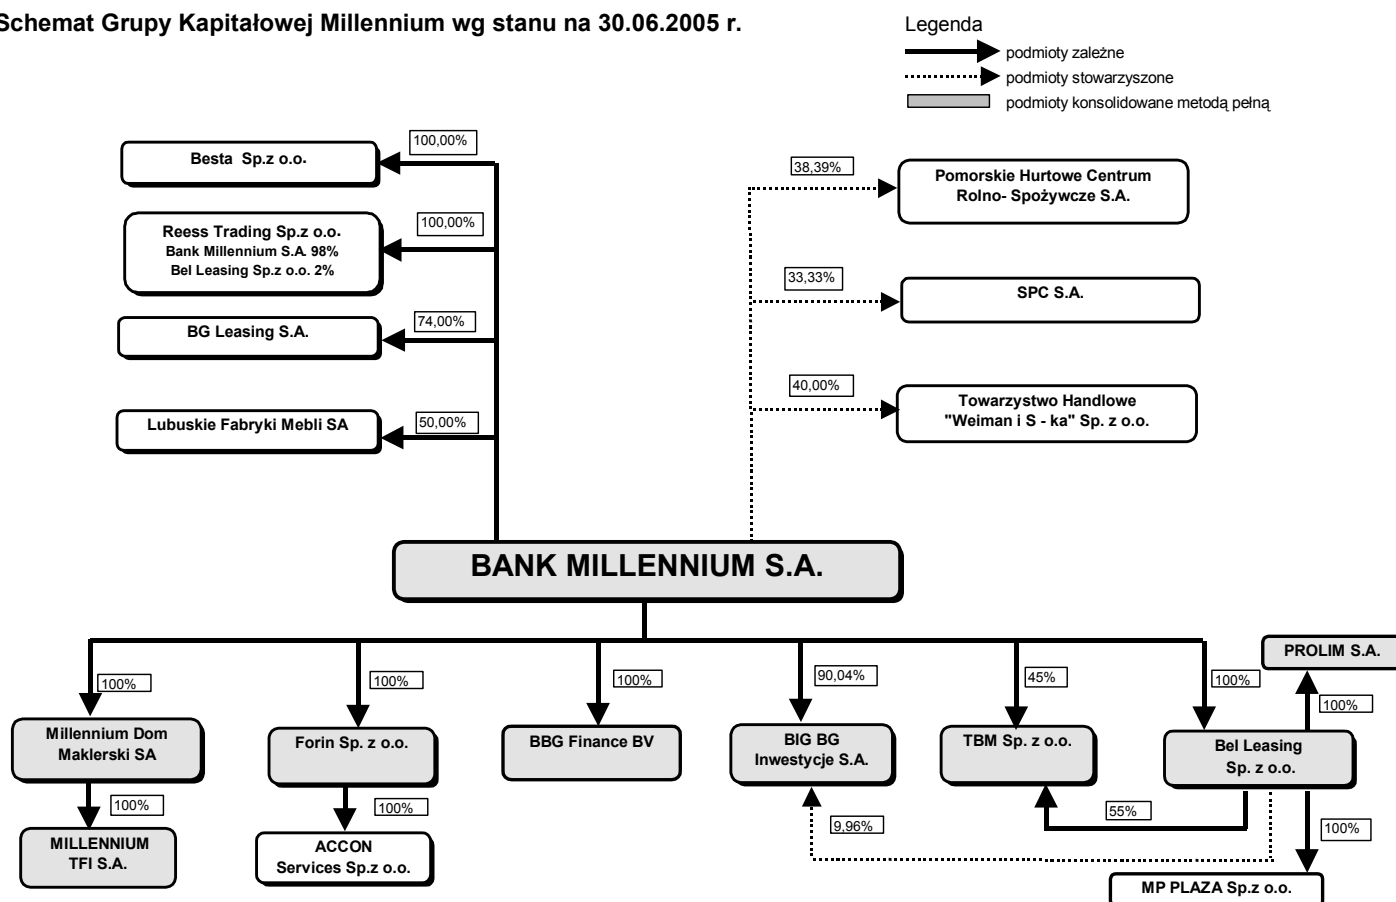 Schemat Grupy Kapitałowej Millennium wg stanu na 30.06.2005 r.
Legenda
podmioty zależne
podmioty stowarzyszone
podmioty konsolidowane metodą pełną
100,00%
Besta Sp.z o.o.
100,00%
Reess Trading Sp.z o.o.
Bank Millennium S.A. 98%
Bel Leasing Sp.z o.o. 2%
74,00%
BG Leasing S.A.
50,00%
Lubuskie Fabryki Mebli SA
38,39%
Pomorskie Hurtowe Centrum
Rolno- Spożywcze S.A.
33,33%
SPC S.A.
40,00%
Towarzystwo Handlowe
"Weiman i S - ka" Sp. z o.o.
BANK MILLENNIUM S.A.
100%
100%
100%
90,04%
45%
100%
PROLIM S.A.
100%
Millennium Dom
Maklerski SA
Forin Sp. z o.o.
BBG Finance BV
BIG BG
Inwestycje S.A.
TBM Sp. z o.o.
Bel Leasing
Sp. z o.o.
100%
100%
9,96%
55%
100%
MILLENNIUM
TFI S.A.
ACCON
Services Sp.z o.o.
MP PLAZA Sp.z o.o.